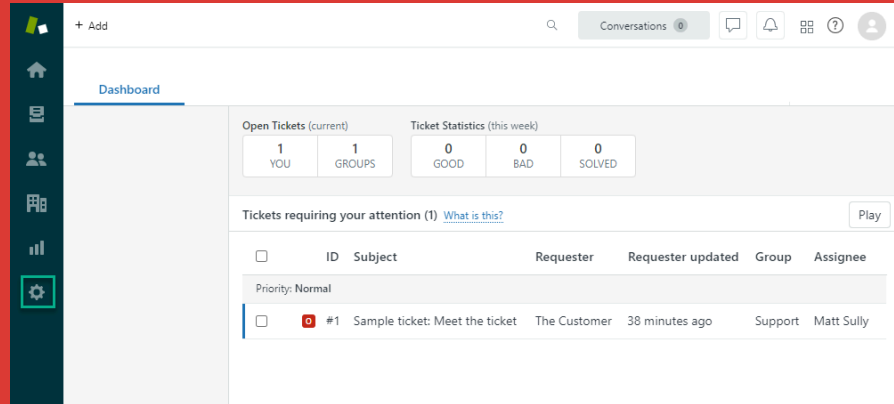 + Add
Conversations 0
Dashboard
Open Tickets (current)
Ticket Statistics (this week)
1 1 0 0 0
YOU GROUPS GOOD BAD SOLVED
Tickets requiring your attention (1) What is this? Play
ID Subject Requester Requester updated Group Assignee
Priority: Normal
O #1 Sample ticket: Meet the ticket The Customer 38 minutes ago Support Matt Sully